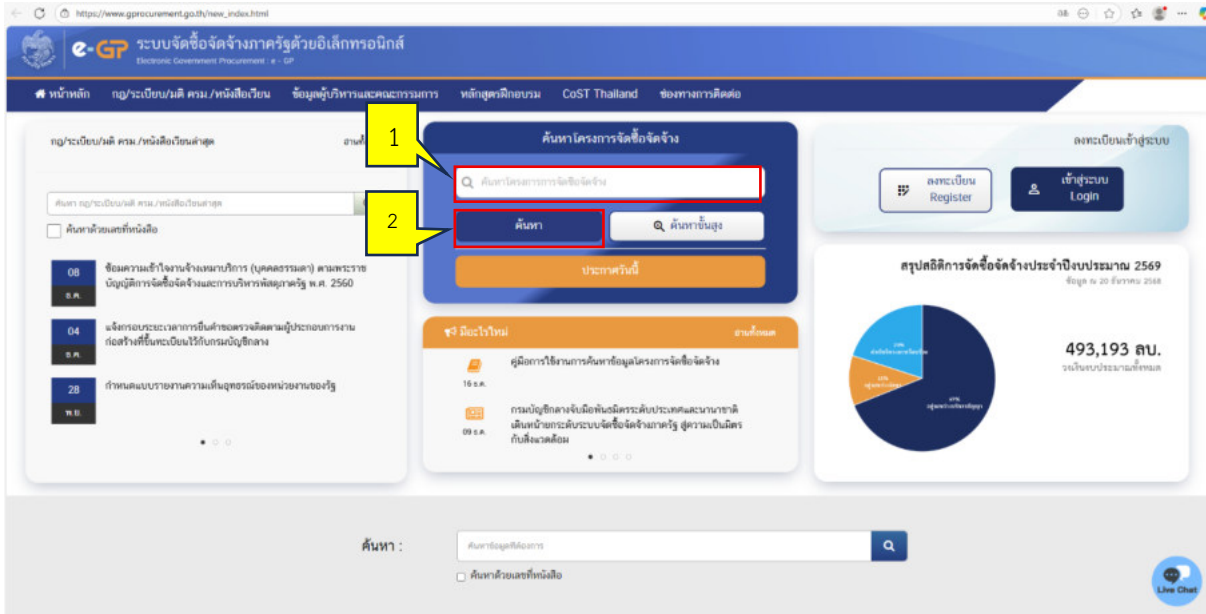 https://www.gprocurement.go.th/new_index.html
e-GP ระบบจัดซื้อจัดจ้างภาครัฐด้วยอิเล็กทรอนิกส์
Electronic Government Procurement : e - GP
หน้าหลัก กฎ/ระเบียบ/มติ ครม./หนังสือเวียน ข้อมูลผู้บริหารและคณะกรรมการ หลักสูตรฝึกอบรม CoST Thailand ช่องทางการติดต่อ
กฎ/ระเบียบ/มติ ครม./หนังสือเวียนล่าสุด
ค้นหา กฎ/ระเบียบ/มติ ครม./หนังสือเวียนล่าสุด
ค้นหาด้วยเลขที่หนังสือ
08 ธ.ค.
ซ้อมความเข้าใจงานจ้างเหมาบริการ (บุคคลธรรมดา) ตามพระราช
บัญญัติการจัดซื้อจัดจ้างและการบริหารพัสดุภาครัฐ พ.ศ. 2560
04 ธ.ค.
แจ้งกรอบระยะเวลาการยื่นคำขอตรวจติดตามผู้ประกอบการงาน
ก่อสร้างที่ขึ้นทะเบียนไว้กับกรมบัญชีกลาง
28 พ.ย.
กำหนดแบบรายงานความเห็นอุทธรณ์ของหน่วยงานของรัฐ
1
2
ค้นหาโครงการจัดซื้อจัดจ้าง
ค้นหาโครงการการจัดซื้อจัดจ้าง
ค้นหา ค้นหาขั้นสูง
ประกาศวันนี้
มีอะไรใหม่ อ่านทั้งหมด
16 ธ.ค.
คู่มือการใช้งานการค้นหาข้อมูลโครงการจัดซื้อจัดจ้าง
09 ธ.ค.
กรมบัญชีกลางจับมือพันธมิตรระดับประเทศและนานาชาติ
เดินหน้ายกระดับระบบจัดซื้อจัดจ้างภาครัฐ สู่ความเป็นมิตร
กับสิ่งแวดล้อม
ลงทะเบียนเข้าสู่ระบบ
ลงทะเบียน Register
เข้าสู่ระบบ Login
สรุปสถิติการจัดซื้อจัดจ้างประจำปีงบประมาณ 2569
ข้อมูล ณ 20 ธันวาคม 2568
493,193 ลบ.
วงเงินงบประมาณทั้งหมด
ค้นหา :
ค้นหาข้อมูลที่ต้องการ
ค้นหาด้วยเลขที่หนังสือ
Live Chat